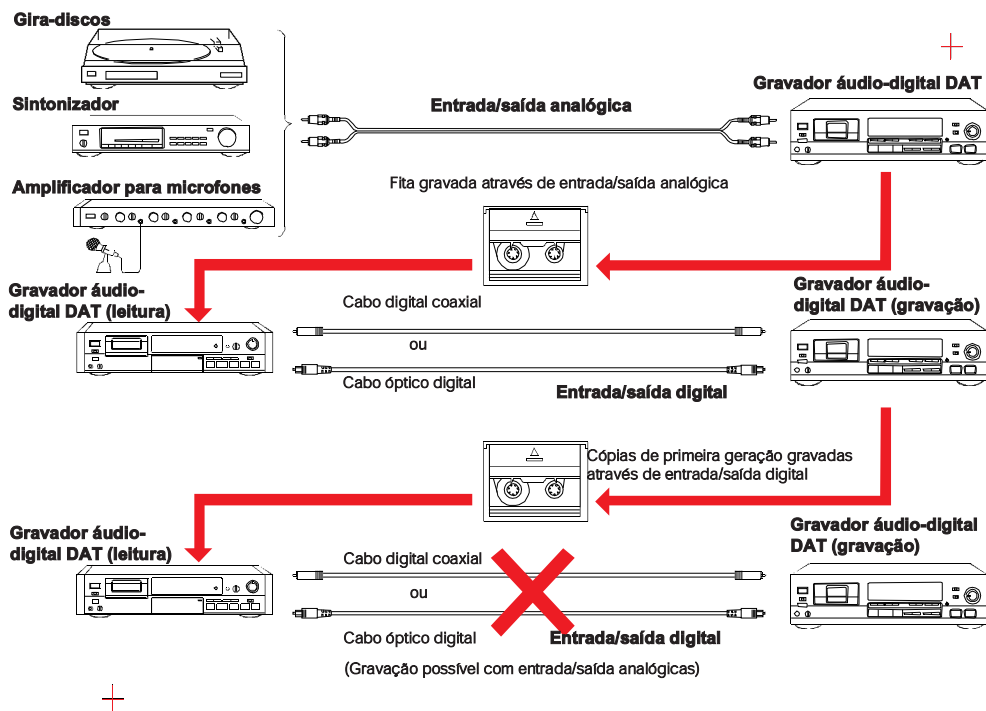 Gira-discos
Sintonizador
Amplificador para microfones
Entrada/saída analógica
Gravador áudio-digital DAT
Fita gravada através de entrada/saída analógica
Gravador áudio-
digital DAT (leitura)
Cabo digital coaxial
ou
Cabo óptico digital
Entrada/saída digital
Gravador áudio-
digital DAT (gravação)
Cópias de primeira geração gravadas
através de entrada/saída digital
Gravador áudio-
digital DAT (leitura)
Cabo digital coaxial
ou
Cabo óptico digital
Entrada/saída digital
(Gravação possível com entrada/saída analógicas)
Gravador áudio-digital
DAT (gravação)